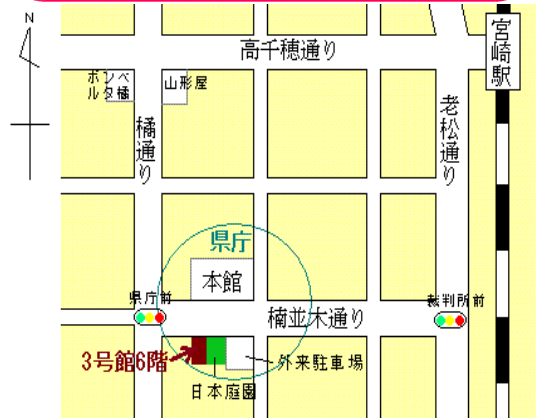 N
宮崎駅
高千穂通り
ボンベルタ橘
山形屋
橘通り
老松通り
県庁
本館
県庁前
裁判所前
楠並木通り
3号館6階
外来駐車場
日本庭園